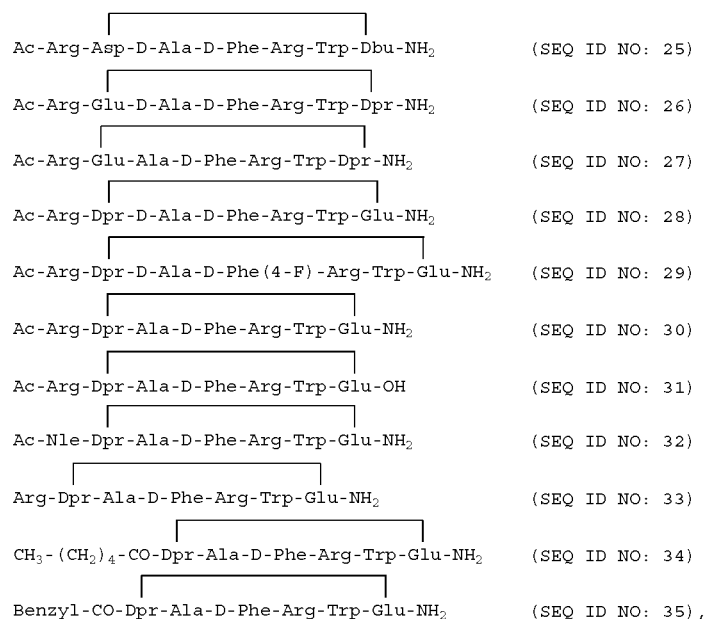 Ac-Arg-Asp-D-Ala-D-Phe-Arg-Trp-Dbu-NH₂ (SEQ ID NO: 25)
Ac-Arg-Glu-D-Ala-D-Phe-Arg-Trp-Dpr-NH₂ (SEQ ID NO: 26)
Ac-Arg-Glu-Ala-D-Phe-Arg-Trp-Dpr-NH₂ (SEQ ID NO: 27)
Ac-Arg-Dpr-D-Ala-D-Phe-Arg-Trp-Glu-NH₂ (SEQ ID NO: 28)
Ac-Arg-Dpr-D-Ala-D-Phe(4-F)-Arg-Trp-Glu-NH₂ (SEQ ID NO: 29)
Ac-Arg-Dpr-Ala-D-Phe-Arg-Trp-Glu-NH₂ (SEQ ID NO: 30)
Ac-Arg-Dpr-Ala-D-Phe-Arg-Trp-Glu-OH (SEQ ID NO: 31)
Ac-Nle-Dpr-Ala-D-Phe-Arg-Trp-Glu-NH₂ (SEQ ID NO: 32)
Arg-Dpr-Ala-D-Phe-Arg-Trp-Glu-NH₂ (SEQ ID NO: 33)
CH₃-(CH₂)₄-CO-Dpr-Ala-D-Phe-Arg-Trp-Glu-NH₂ (SEQ ID NO: 34)
Benzyl-CO-Dpr-Ala-D-Phe-Arg-Trp-Glu-NH₂ (SEQ ID NO: 35),